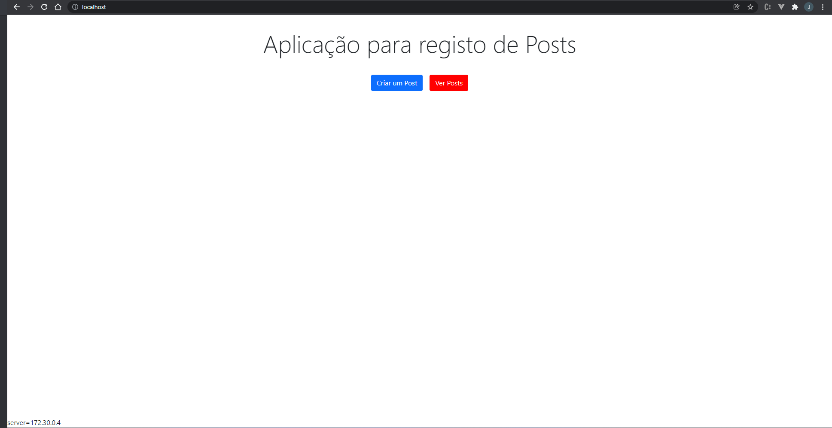 localhost
J
Aplicação para registo de Posts
Criar um Post Ver Posts
server=172.30.0.4